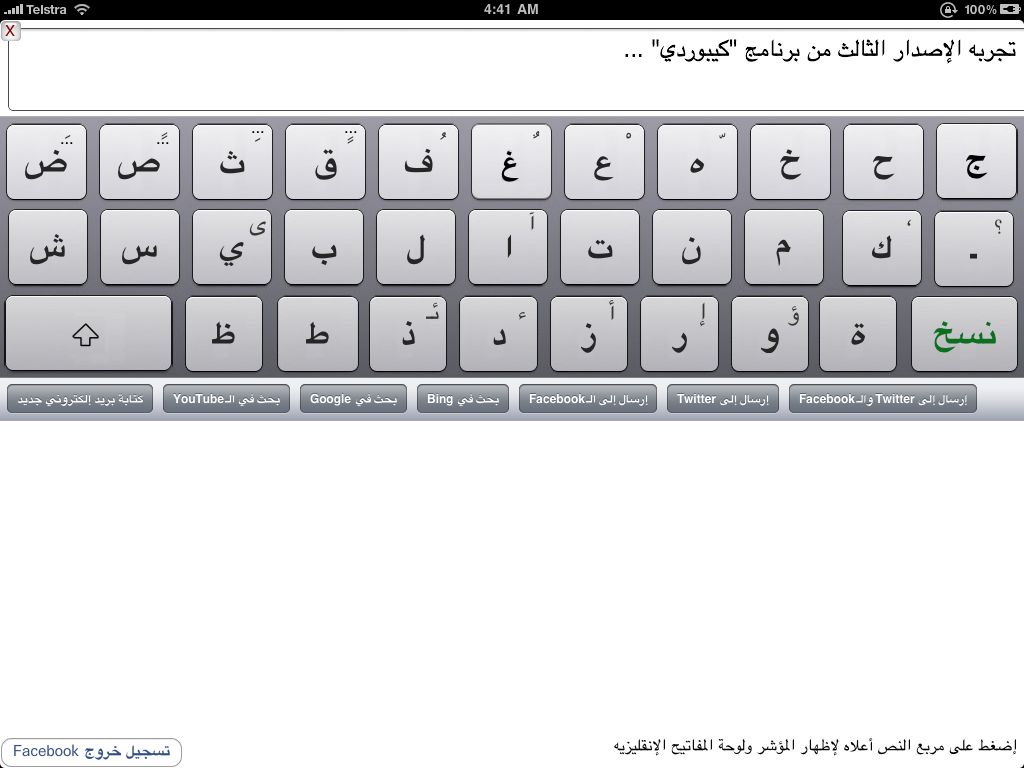 Telstra 4:41 AM 100%
X
تجربه الإصدار الثالث من برنامج "كيبوردي" ...
ض ص ث ق ف غ ع ه خ ح ج
ش س ي ى ب ل ا أ ت ن م ك ، - ؟
ظ ط ذ ئـ د ء ز أ ر إ و ؤ ة نسخ
كتابة بريد إلكتروني جديد
بحث في الـYouTube
بحث في Google
بحث في Bing
إرسال إلى الـFacebook
إرسال إلى Twitter
إرسال إلى Twitter والـFacebook
إضغط على مربع النص أعلاه لإظهار المؤشر ولوحة المفاتيح الإنقليزيه
تسجيل خروج Facebook